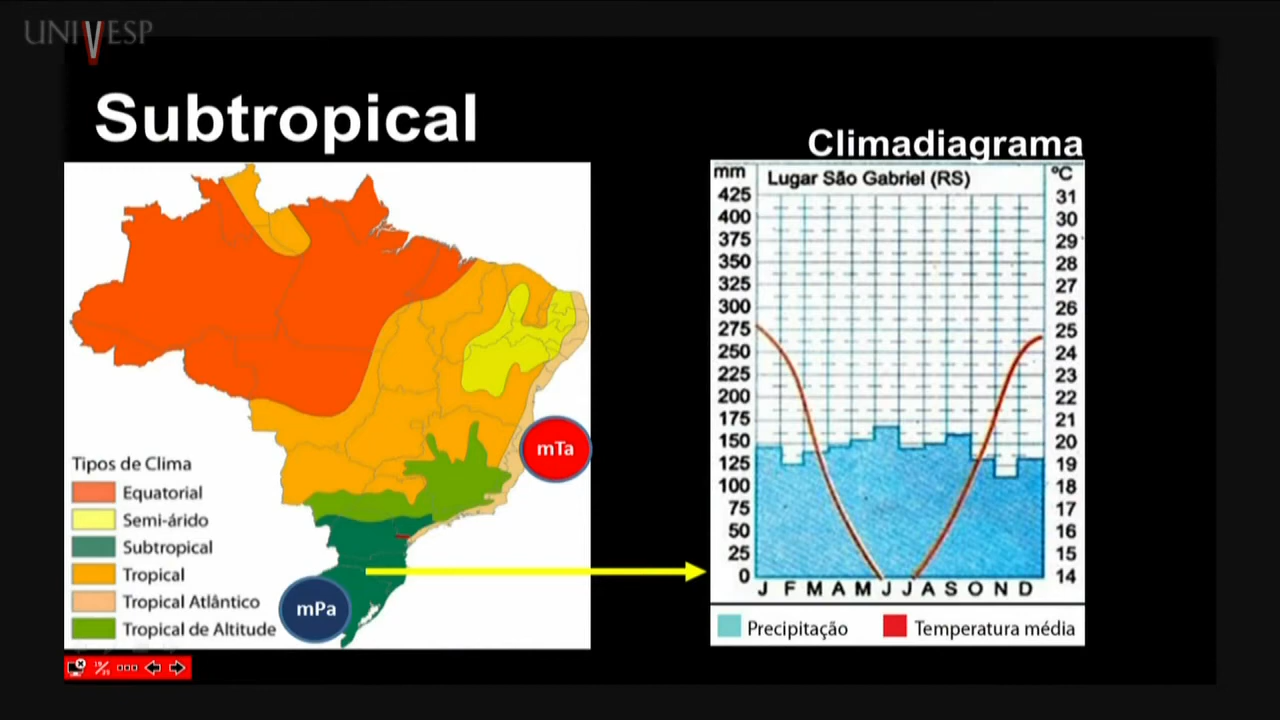 UNIVESP
Subtropical
Climadiagrama
mTa
Tipos de Clima
Equatorial
Semi-árido
Subtropical
Tropical
Tropical Atlântico
Tropical de Altitude
mPa
mm
Lugar São Gabriel (RS)
ºC
425
400
375
350
325
300
275
250
225
200
175
150
125
100
75
50
25
0
31
30
29
28
27
26
25
24
23
22
21
20
19
18
17
16
15
14
J F M A M J J A S O N D
Precipitação
Temperatura média